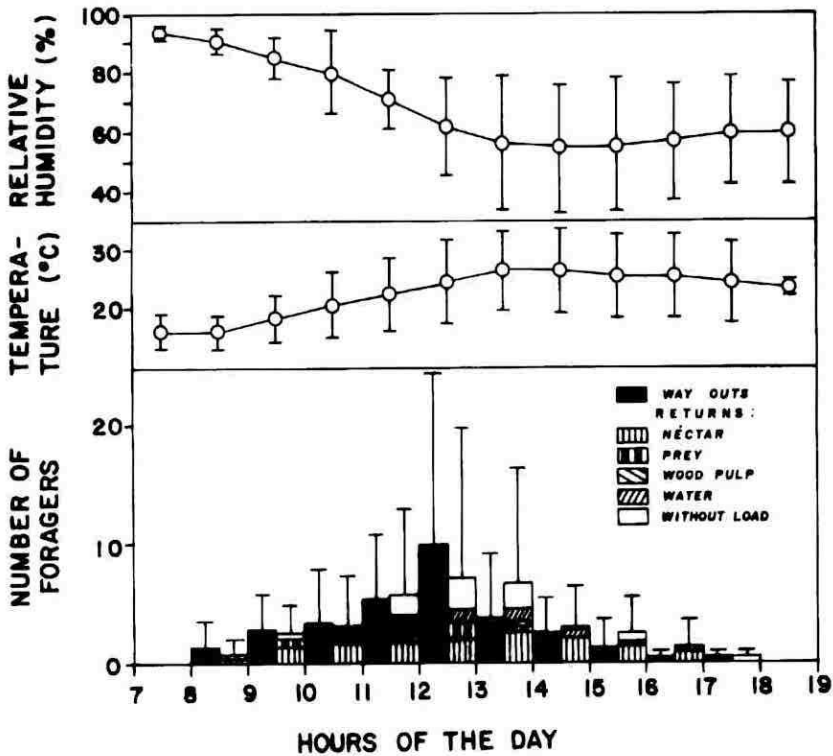 RELATIVE
HUMIDITY (%)
100
80
60
40
TEMPERA-
TURE (°C)
30
20
NUMBER OF
FORAGERS
20
10
0
WAY OUTS
RETURNS:
NÉCTAR
PREY
WOOD PULP
WATER
WITHOUT LOAD
7 8 9 10 11 12 13 14 15 16 17 18 19
HOURS OF THE DAY